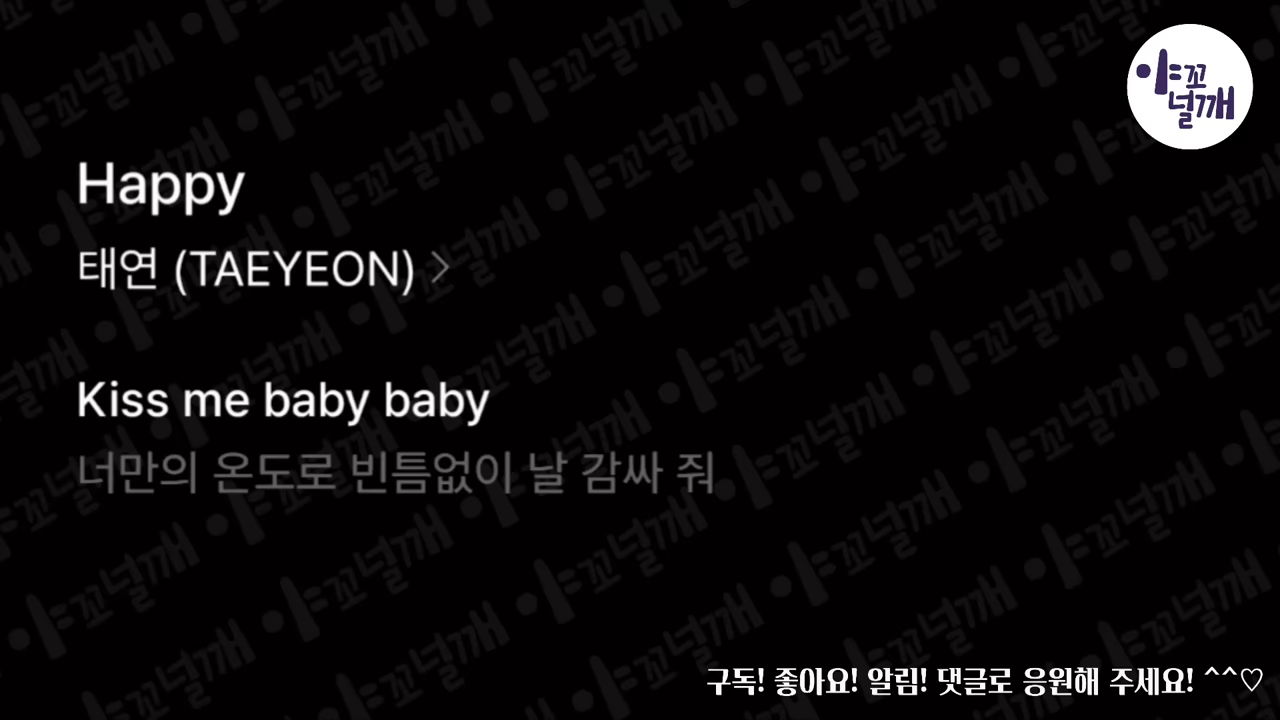 야꼬
널깨
Happy
태연 (TAEYEON) >
Kiss me baby baby
너만의 온도로 빈틈없이 날 감싸 줘
구독! 좋아요! 알림! 댓글로 응원해 주세요! ^^♡